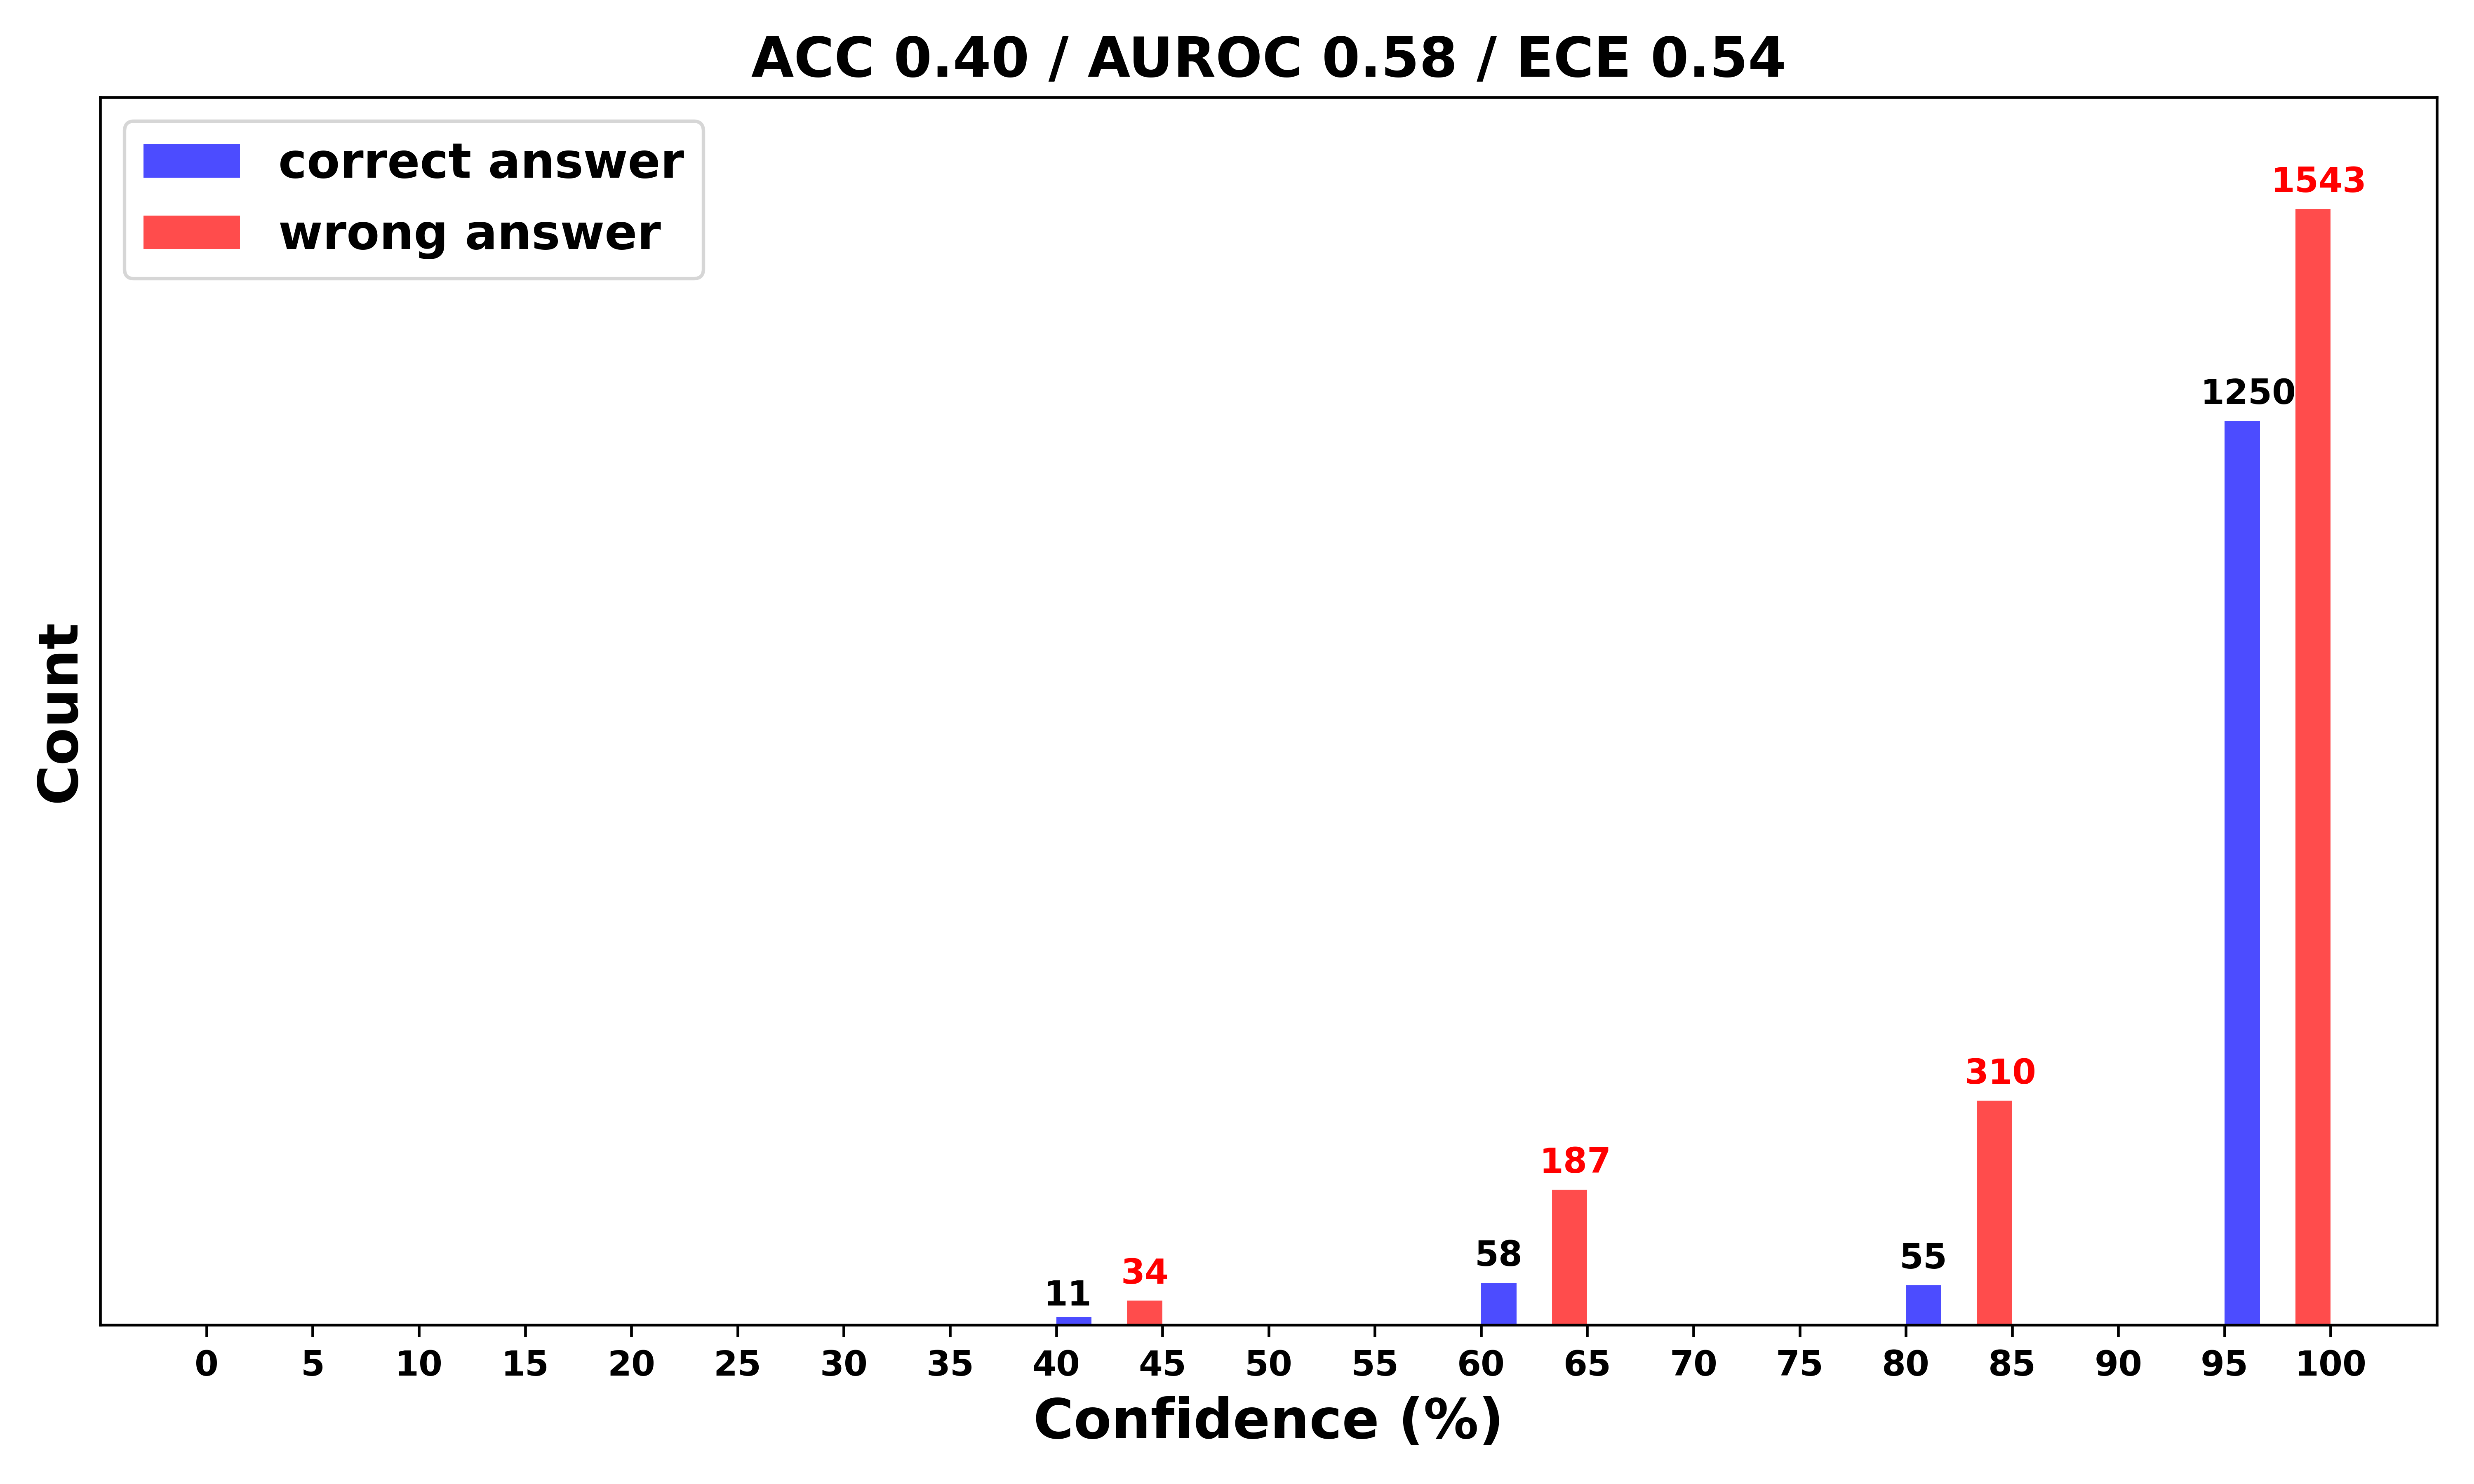 ACC 0.40 / AUROC 0.58 / ECE 0.54
correct answer
wrong answer
1543
1250
310
187
58
55
34
11
Count
0 5 10 15 20 25 30 35 40 45 50 55 60 65 70 75 80 85 90 95 100
Confidence (%)